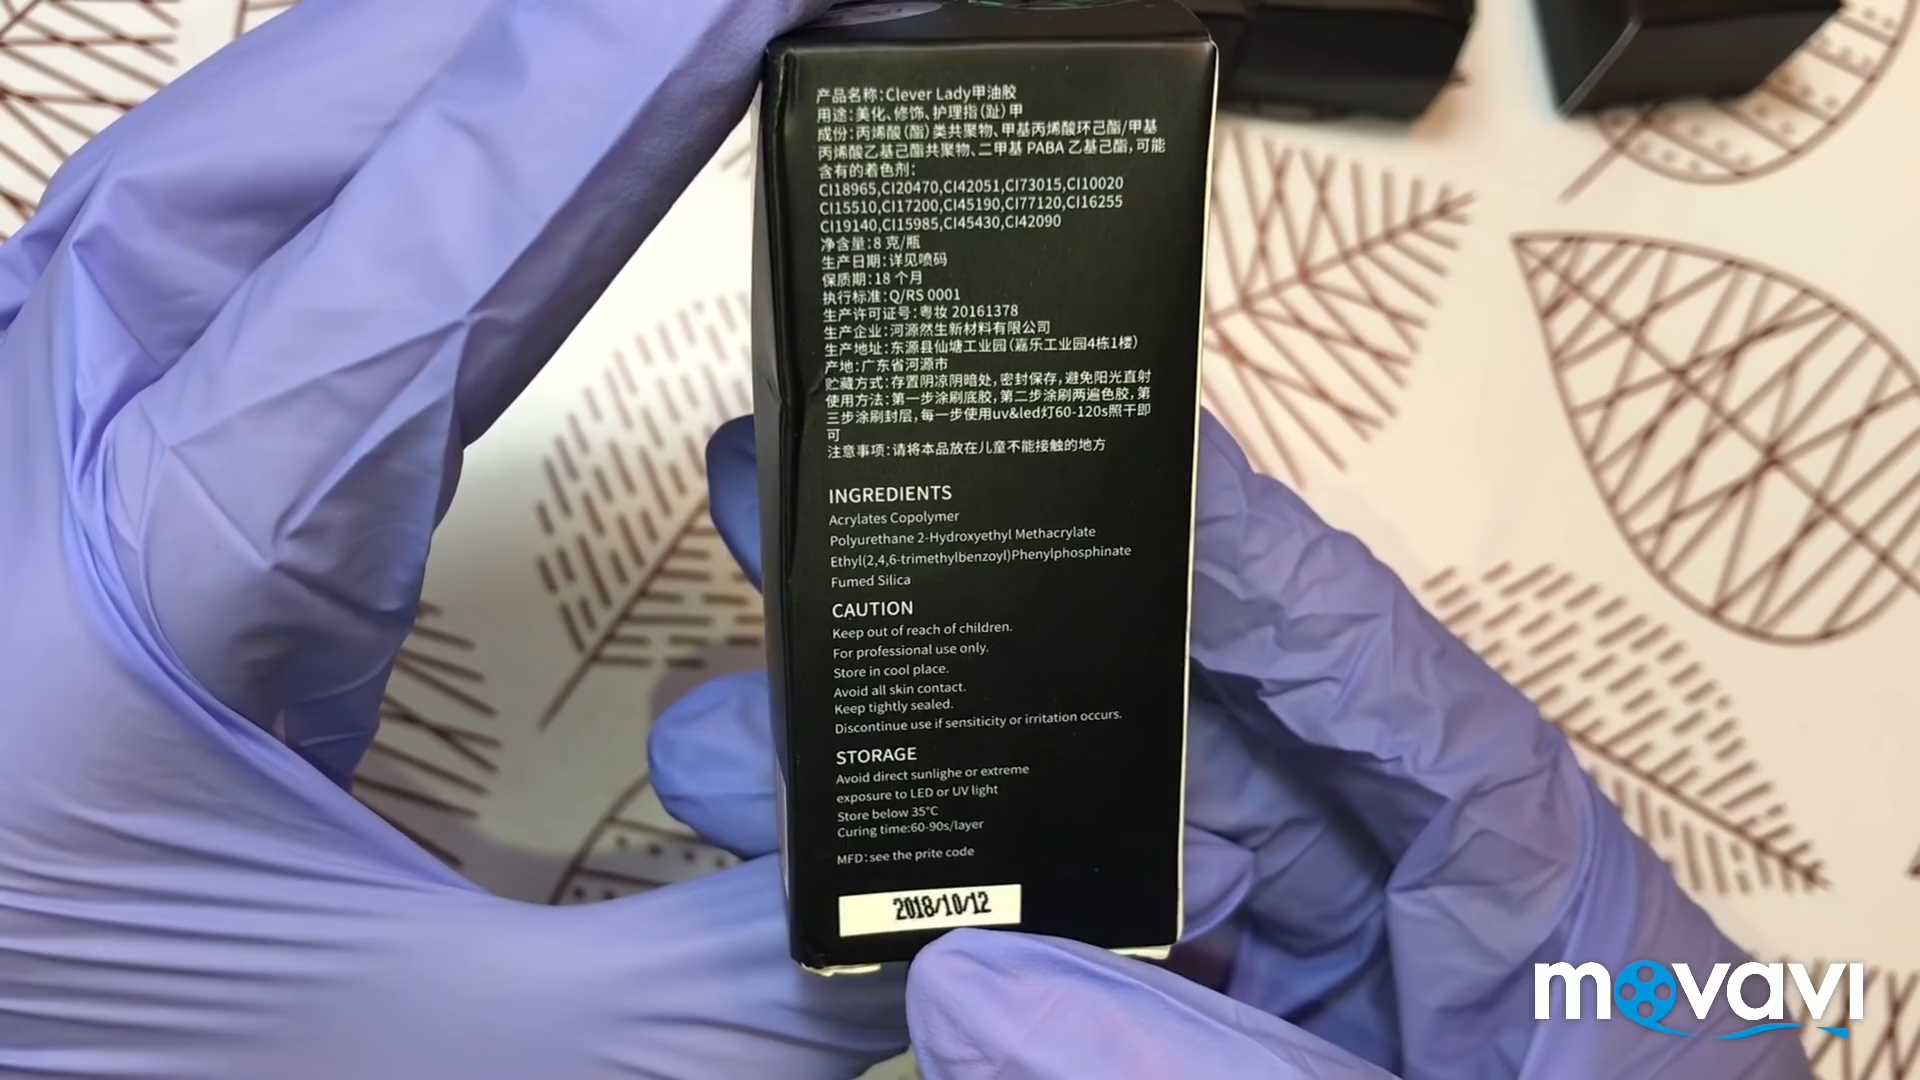 产品名称:Clever Lady甲油胶
用途:美化、修饰、护理指(趾)甲
成份:丙烯酸(酯)类共聚物、甲基丙烯酸环己酯/甲基
丙烯酸乙基己酯共聚物、二甲基 PABA 乙基己酯,可能
含有的着色剂:
CI18965,CI20470,CI42051,CI73015,CI10020
CI15510,CI17200,CI45190,CI77120,CI16255
CI19140,CI15985,CI45430,CI42090
净含量:8 克/瓶
生产日期:详见喷码
保质期:18 个月
执行标准:Q/RS 0001
生产许可证号:粤妆 20161378
生产企业:河源然生新材料有限公司
生产地址:东源县仙塘工业园(嘉乐工业园4栋1楼)
产地:广东省河源市
贮藏方式:存置阴凉阴暗处,密封保存,避免阳光直射
使用方法:第一步涂刷底胶,第二步涂刷两遍色胶,第
三步涂刷封层,每一步使用uv&led灯60-120s照干即
可
注意事项:请将本品放在儿童不能接触的地方
INGREDIENTS
Acrylates Copolymer
Polyurethane 2-Hydroxyethyl Methacrylate
Ethyl(2,4,6-trimethylbenzoyl)Phenylphosphinate
Fumed Silica
CAUTION
Keep out of reach of children.
For professional use only.
Store in cool place.
Avoid all skin contact.
Keep tightly sealed.
Discontinue use if sensiticity or irritation occurs.
STORAGE
Avoid direct sunlighe or extreme
exposure to LED or UV light
Store below 35°C
Curing time:60-90s/layer
MFD:see the prite code
2018/10/12
movavi